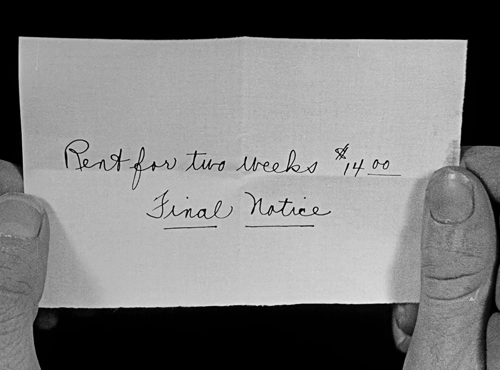 Rent for two weeks $14.00
Final Notice